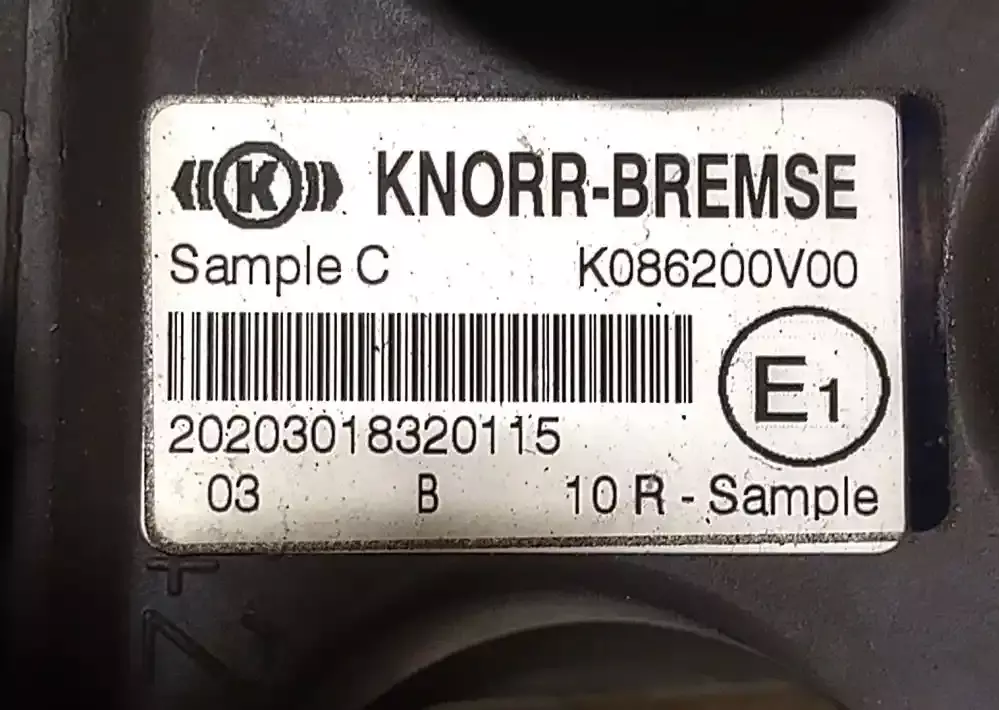 K KNORR-BREMSE
Sample C K086200V00
E1
20203018320115
03 B 10 R - Sample